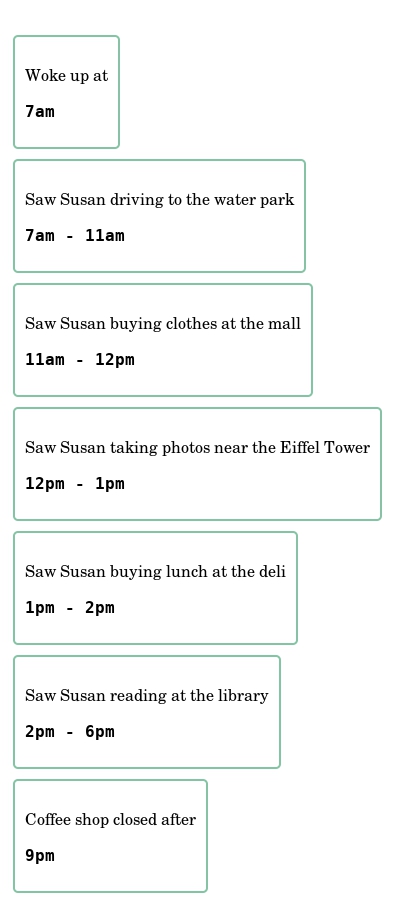 Woke up at
7am
Saw Susan driving to the water park
7am - 11am
Saw Susan buying clothes at the mall
11am - 12pm
Saw Susan taking photos near the Eiffel Tower
12pm - 1pm
Saw Susan buying lunch at the deli
1pm - 2pm
Saw Susan reading at the library
2pm - 6pm
Coffee shop closed after
9pm